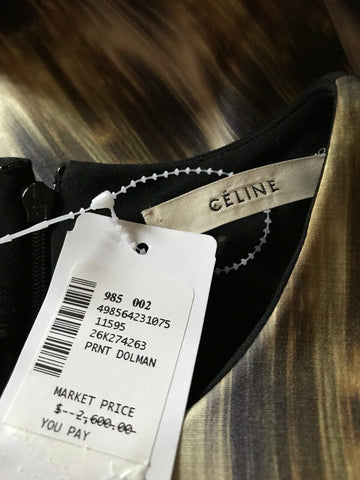 CÉLINE
985 002
498564231075
11595
26K274263
PRNT DOLMAN
MARKET PRICE
$--2,600.00-
YOU PAY